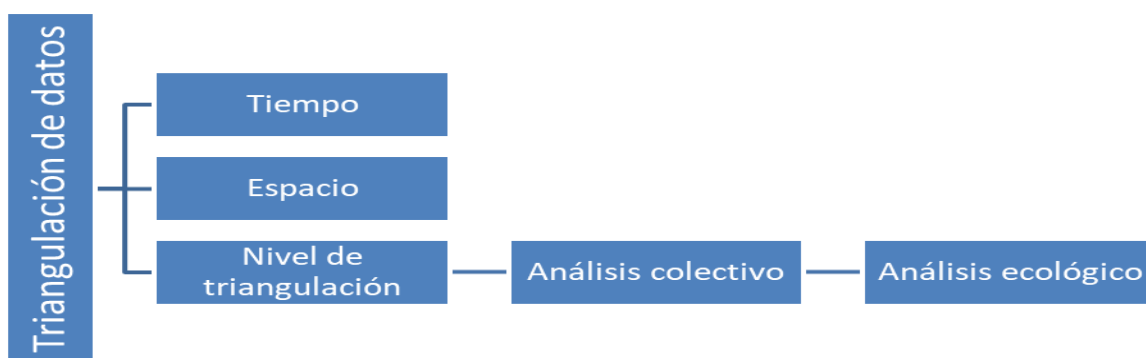 Triangulación de datos
Tiempo
Espacio
Nivel de
triangulación
Análisis colectivo
Análisis ecológico